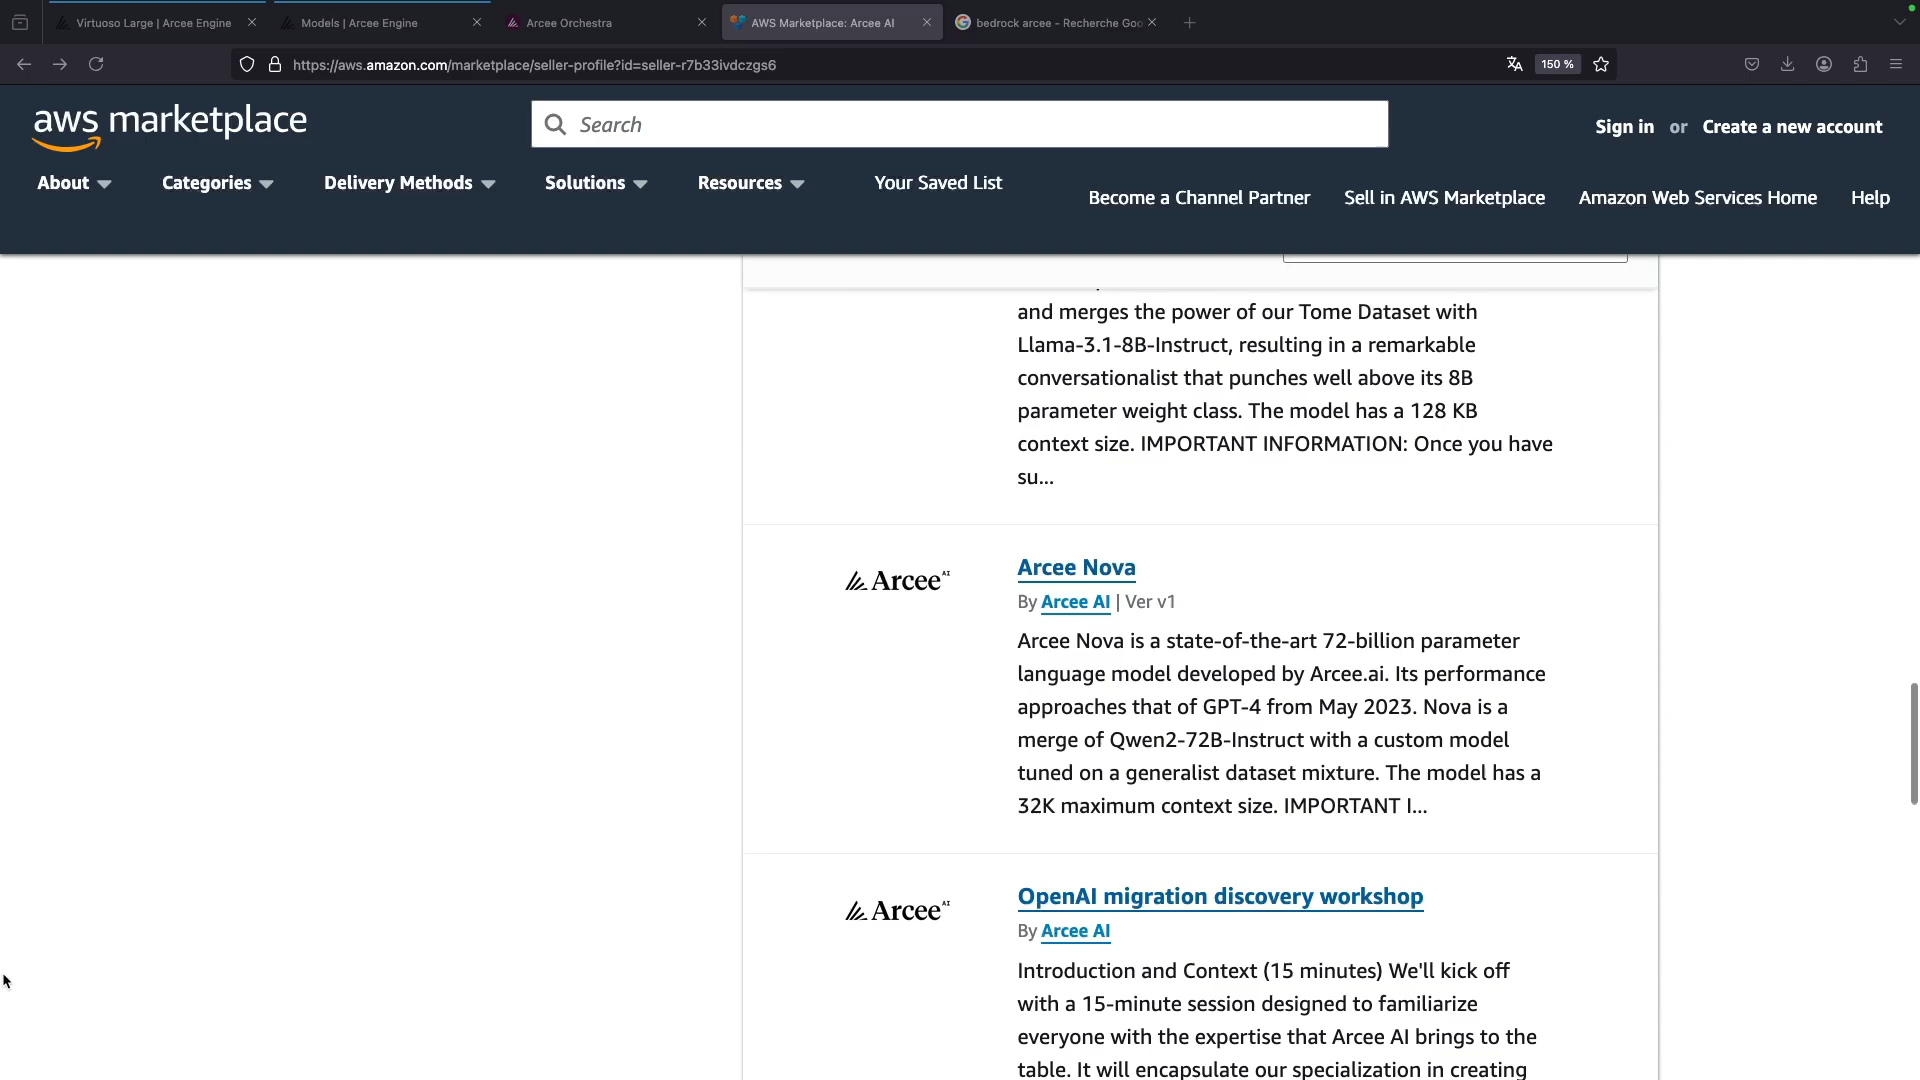 Virtuoso Large | Arcee Engine
Models | Arcee Engine
Arcee Orchestra
AWS Marketplace: Arcee AI
bedrock arcee - Recherche Goo
https://aws.amazon.com/marketplace/seller-profile?id=seller-r7b33ivdczgs6
150 %
aws marketplace
Search
Sign in or Create a new account
About
Categories
Delivery Methods
Solutions
Resources
Your Saved List
Become a Channel Partner
Sell in AWS Marketplace
Amazon Web Services Home
Help
and merges the power of our Tome Dataset with
Llama-3.1-8B-Instruct, resulting in a remarkable
conversationalist that punches well above its 8B
parameter weight class. The model has a 128 KB
context size. IMPORTANT INFORMATION: Once you have
su...
Arcee AI
Arcee Nova
By Arcee AI | Ver v1
Arcee Nova is a state-of-the-art 72-billion parameter
language model developed by Arcee.ai. Its performance
approaches that of GPT-4 from May 2023. Nova is a
merge of Qwen2-72B-Instruct with a custom model
tuned on a generalist dataset mixture. The model has a
32K maximum context size. IMPORTANT I...
Arcee AI
OpenAI migration discovery workshop
By Arcee AI
Introduction and Context (15 minutes) We'll kick off
with a 15-minute session designed to familiarize
everyone with the expertise that Arcee AI brings to the
table. It will encapsulate our specialization in creating